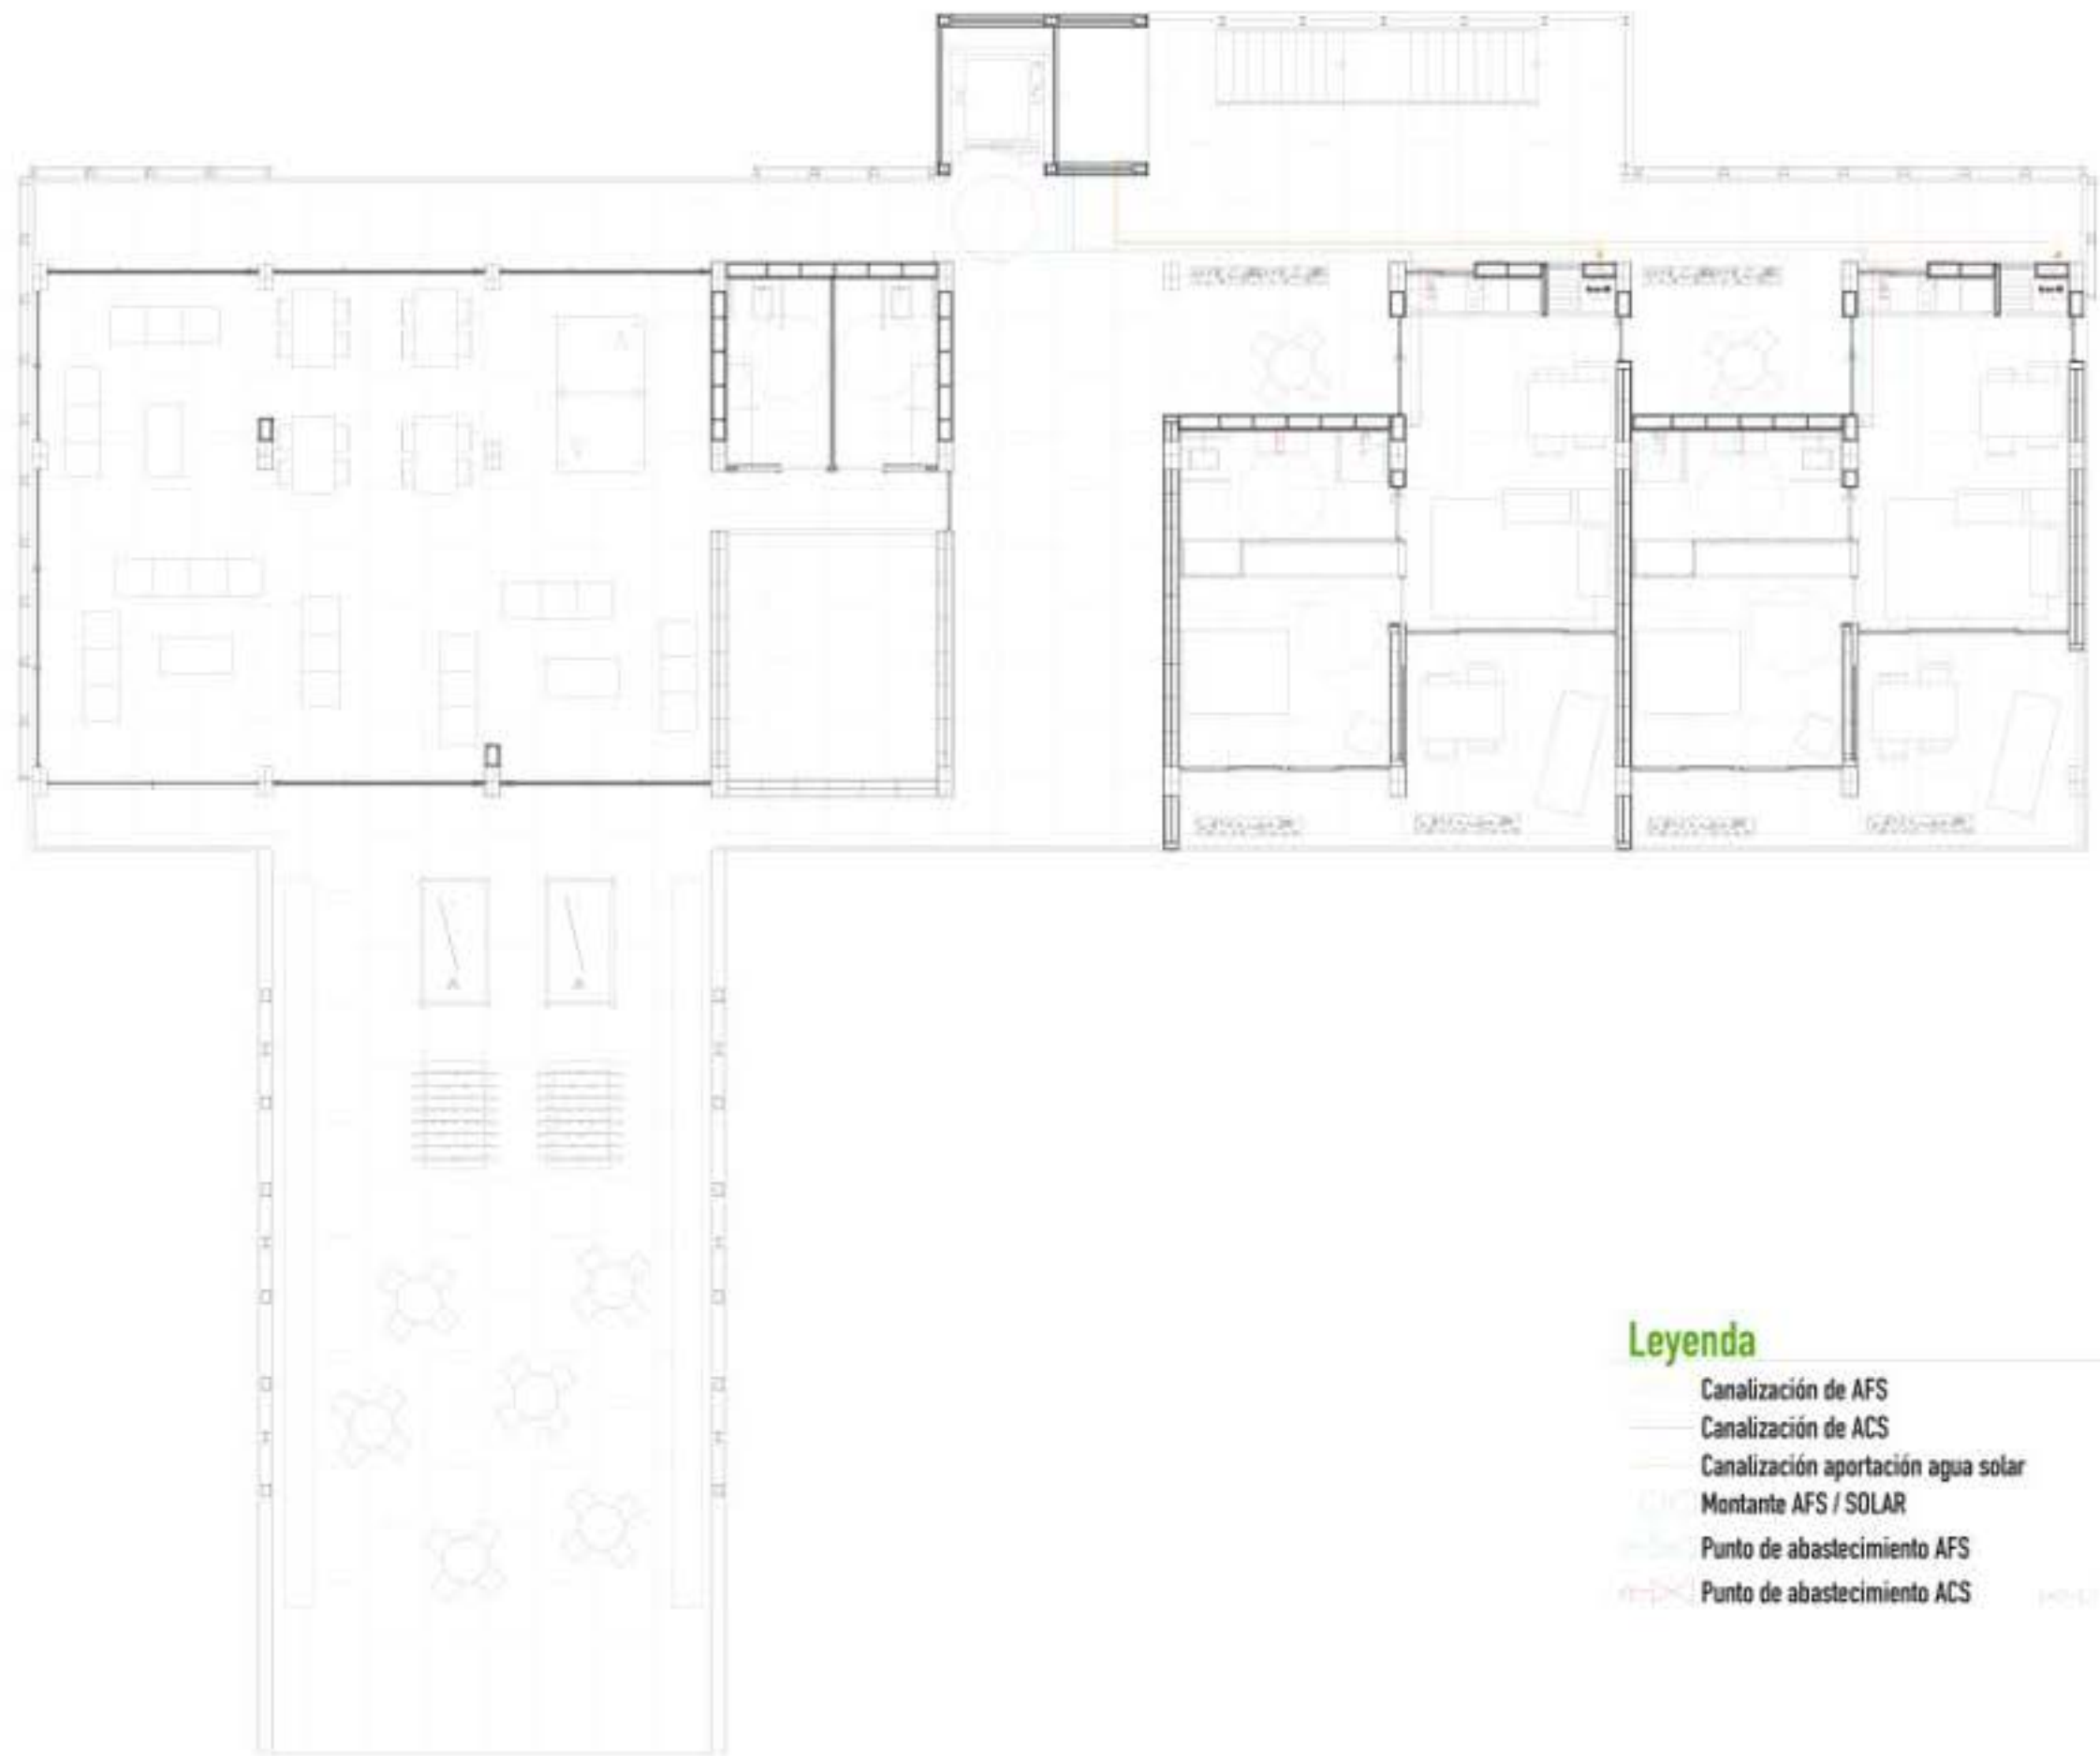 Leyenda
Canalización de AFS
Canalización de ACS
Canalización aportación agua solar
Montante AFS / SOLAR
Punto de abastecimiento AFS
Punto de abastecimiento ACS